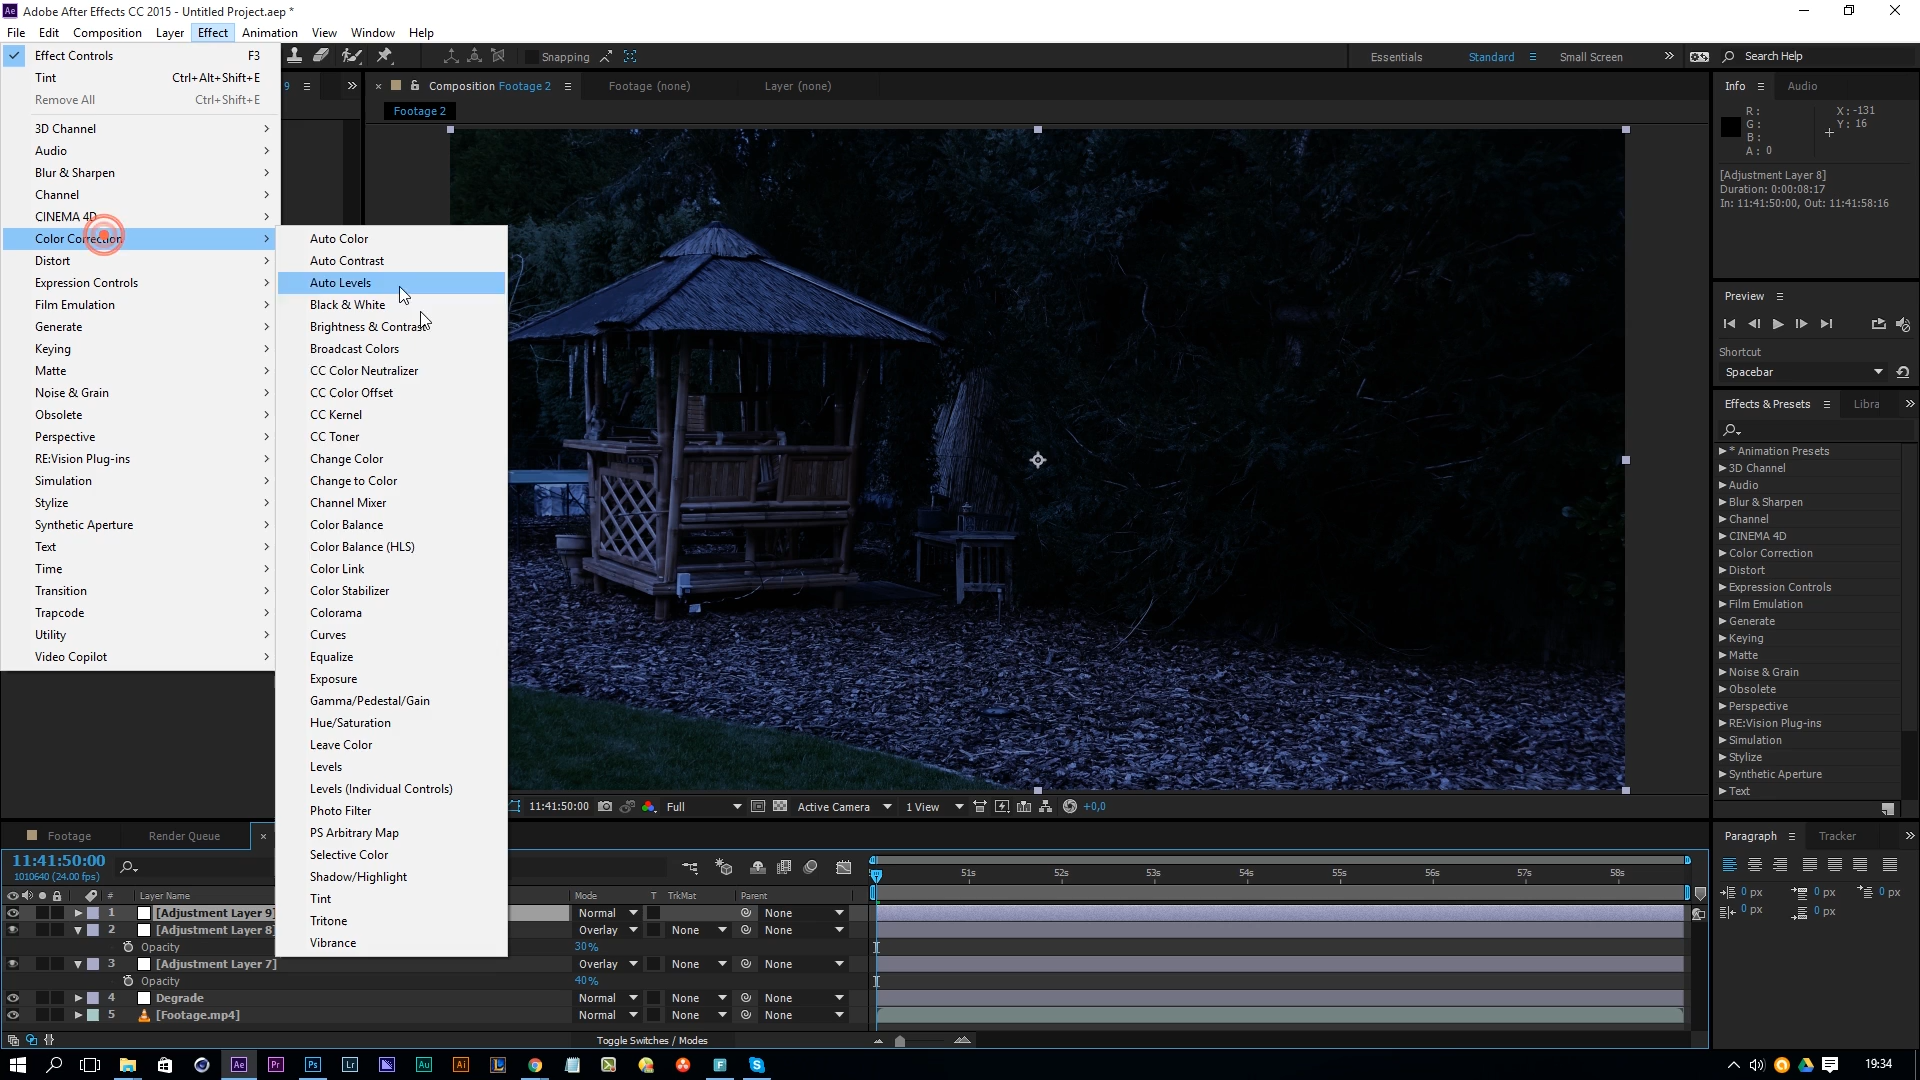 Ae Adobe After Effects CC 2015 - Untitled Project.aep *
File Edit Composition Layer Effect Animation View Window Help
Effect Controls F3
Tint Ctrl+Alt+Shift+E
Remove All Ctrl+Shift+E
3D Channel
Audio
Blur & Sharpen
Channel
CINEMA 4D
Color Correction
Distort
Expression Controls
Film Emulation
Generate
Keying
Matte
Noise & Grain
Obsolete
Perspective
RE:Vision Plug-ins
Simulation
Stylize
Synthetic Aperture
Text
Time
Transition
Trapcode
Utility
Video Copilot
Auto Color
Auto Contrast
Auto Levels
Black & White
Brightness & Contrast
Broadcast Colors
CC Color Neutralizer
CC Color Offset
CC Kernel
CC Toner
Change Color
Change to Color
Channel Mixer
Color Balance
Color Balance (HLS)
Color Link
Color Stabilizer
Colorama
Curves
Equalize
Exposure
Gamma/Pedestal/Gain
Hue/Saturation
Leave Color
Levels
Levels (Individual Controls)
Photo Filter
PS Arbitrary Map
Selective Color
Shadow/Highlight
Tint
Tritone
Vibrance
Snapping
Essentials Standard Small Screen Search Help
9
Composition Footage 2 Footage (none) Layer (none)
Footage 2
Info Audio
R: X: -131
G: Y: 16
B:
A: 0
[Adjustment Layer 8]
Duration: 0:00:08:17
In: 11:41:50:00, Out: 11:41:58:16
Preview
Shortcut
Spacebar
Effects & Presets Libra
* Animation Presets
3D Channel
Audio
Blur & Sharpen
Channel
CINEMA 4D
Color Correction
Distort
Expression Controls
Film Emulation
Generate
Keying
Matte
Noise & Grain
Obsolete
Perspective
RE:Vision Plug-ins
Simulation
Stylize
Synthetic Aperture
Text
11:41:50:00 Full Active Camera 1 View +0,0
Footage Render Queue
11:41:50:00
1010640 (24.00 fps)
# Layer Name Mode T TrkMat Parent
51s 52s 53s 54s 55s 56s 57s 58s
1 [Adjustment Layer 9] Normal None
2 [Adjustment Layer 8] Overlay None None
Opacity 30%
3 [Adjustment Layer 7] Overlay None None
Opacity 40%
4 Degrade Normal None None
5 [Footage.mp4] Normal None None
Toggle Switches / Modes
Paragraph Tracker
0 px 0 px 0 px
0 px 0 px
Ae Pr Ps Lr Au Ai L F S
19:34